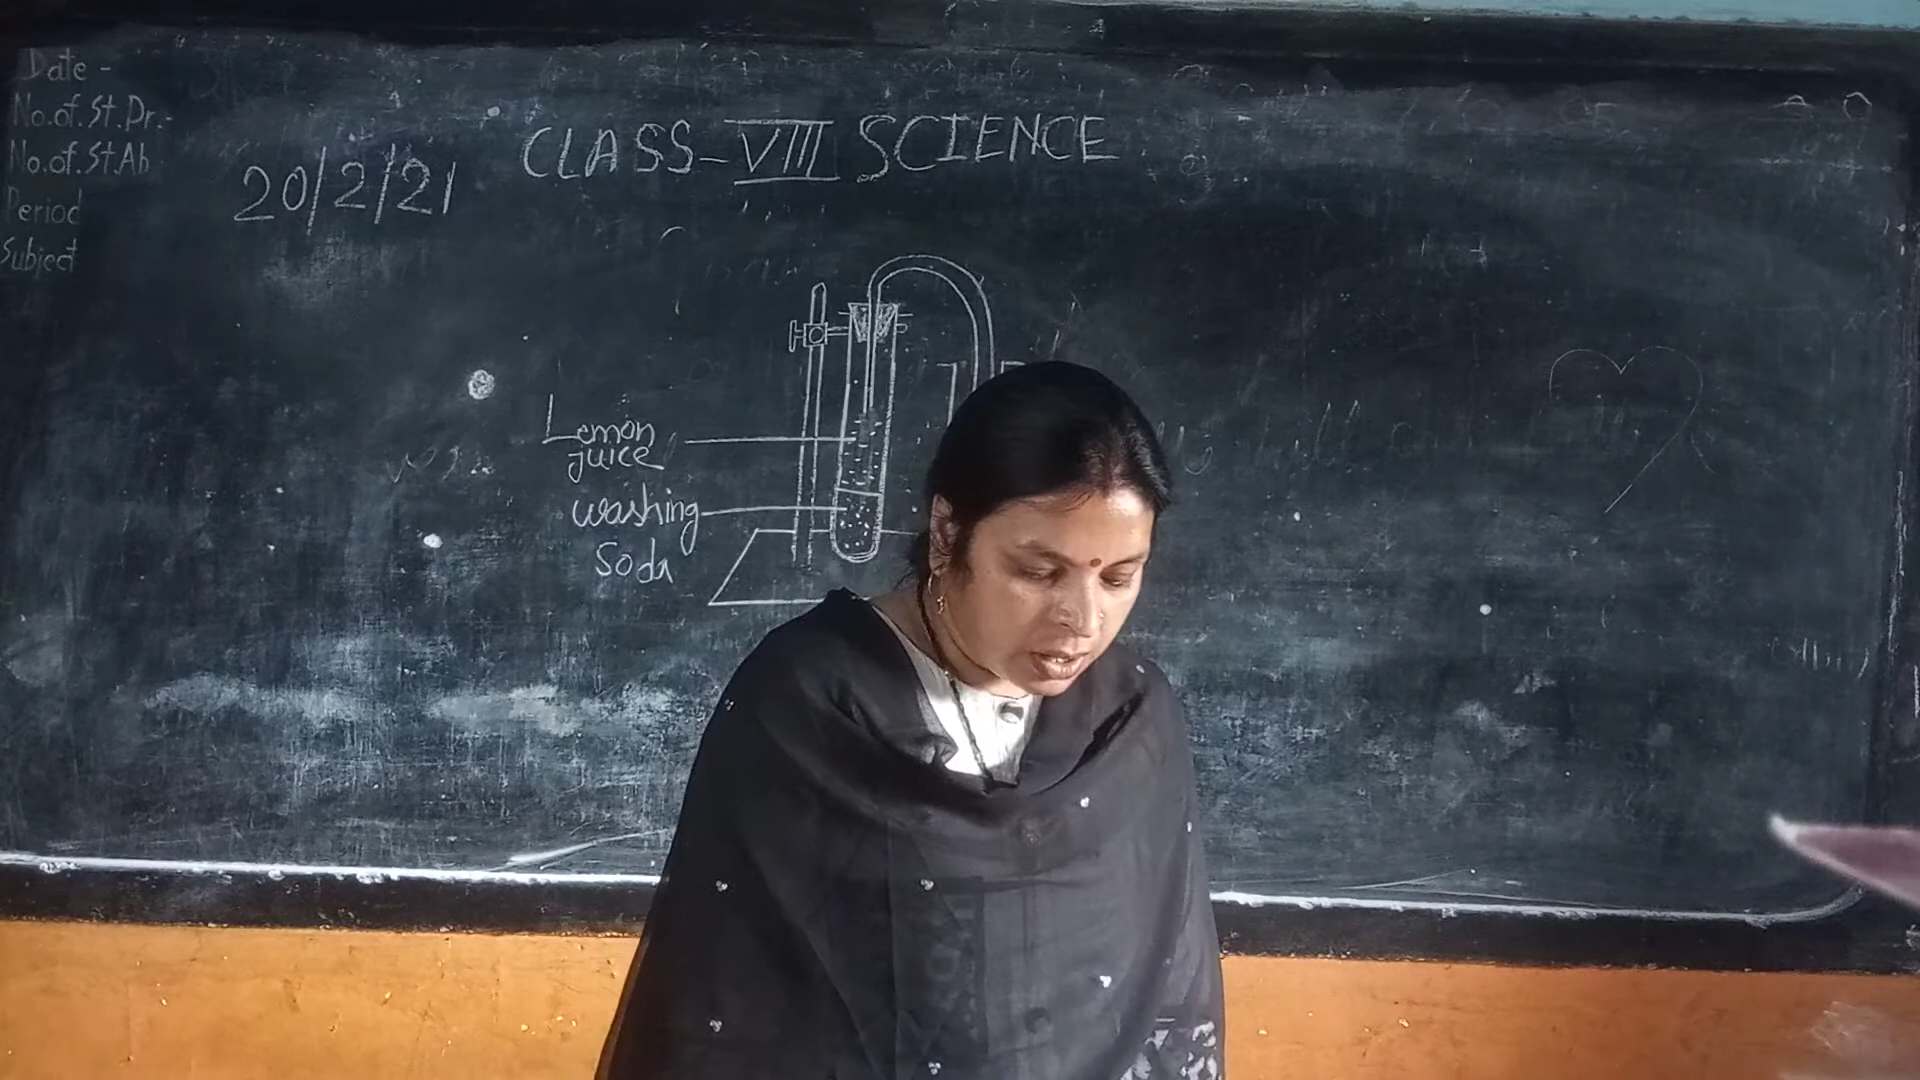 Date -
No.of.St.Pr.-
No.of.St.Ab
Period
Subject
20/2/21
CLASS-VIII SCIENCE
Lemon
juice
washing
Soda